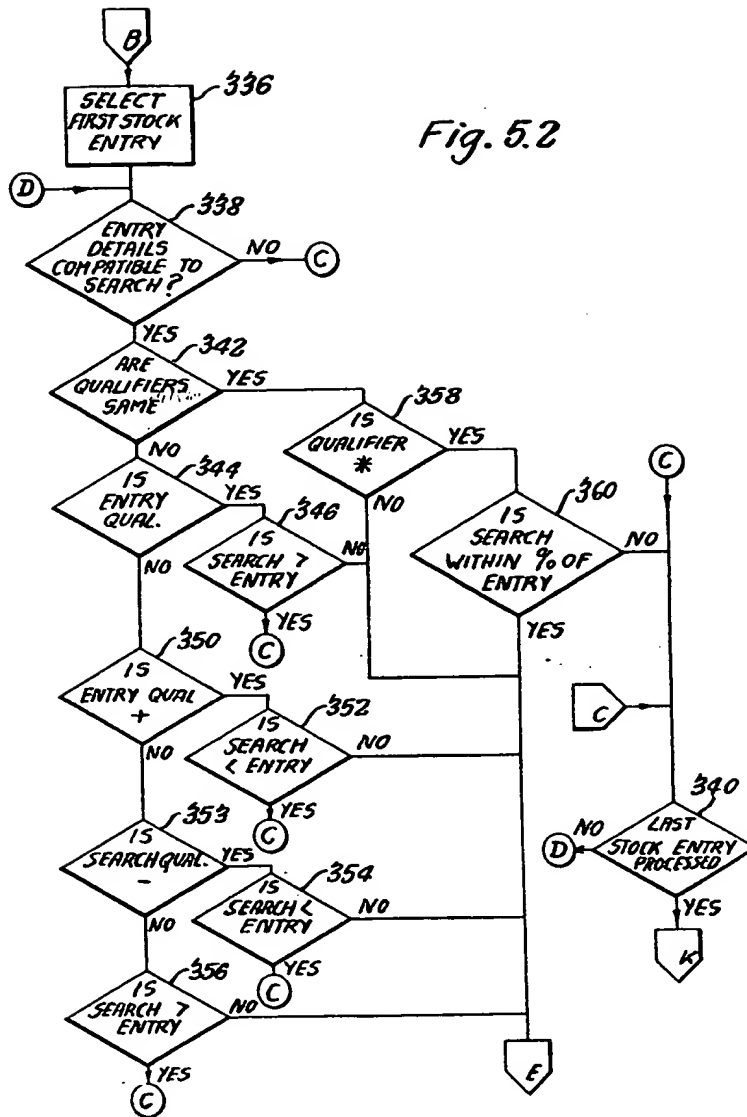 B
336
SELECT
FIRST STOCK
ENTRY
Fig. 5.2
D
338
ENTRY
DETAILS
COMPATIBLE TO
SEARCH?
NO
C
YES
342
ARE
QUALIFIERS
SAME
YES
NO
358
IS
QUALIFIER
*
YES
NO
C
344
IS
ENTRY
QUAL.
YES
NO
346
IS
SEARCH >
ENTRY
NO
YES
C
360
IS
SEARCH
WITHIN % OF
ENTRY
NO
YES
350
IS
ENTRY QUAL
+
YES
NO
352
IS
SEARCH
< ENTRY
NO
YES
C
C
340
LAST
STOCK ENTRY
PROCESSED
NO
D
YES
K
353
IS
SEARCH QUAL.
-
YES
NO
354
IS
SEARCH <
ENTRY
NO
YES
C
356
IS
SEARCH >
ENTRY
NO
YES
C
E